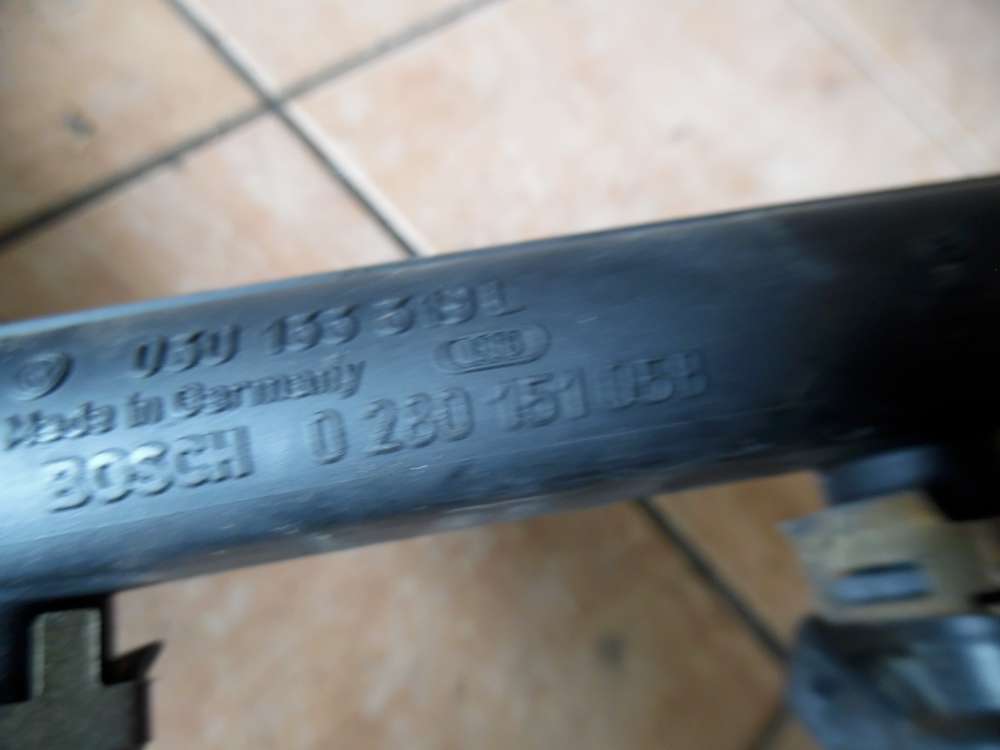 030 133 319 L
Made in Germany
BOSCH 0 280 151 058